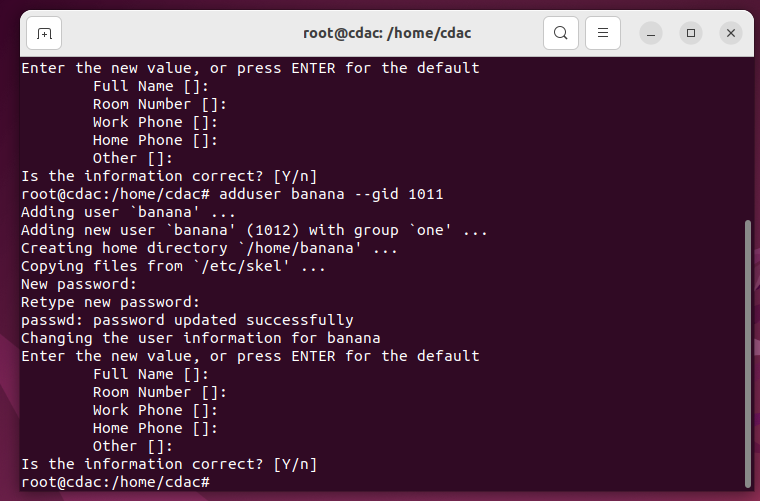 root@cdac: /home/cdac
Enter the new value, or press ENTER for the default
Full Name []:
Room Number []:
Work Phone []:
Home Phone []:
Other []:
Is the information correct? [Y/n]
root@cdac:/home/cdac# adduser banana --gid 1011
Adding user `banana' ...
Adding new user `banana' (1012) with group `one' ...
Creating home directory `/home/banana' ...
Copying files from `/etc/skel' ...
New password:
Retype new password:
passwd: password updated successfully
Changing the user information for banana
Enter the new value, or press ENTER for the default
Full Name []:
Room Number []:
Work Phone []:
Home Phone []:
Other []:
Is the information correct? [Y/n]
root@cdac:/home/cdac#